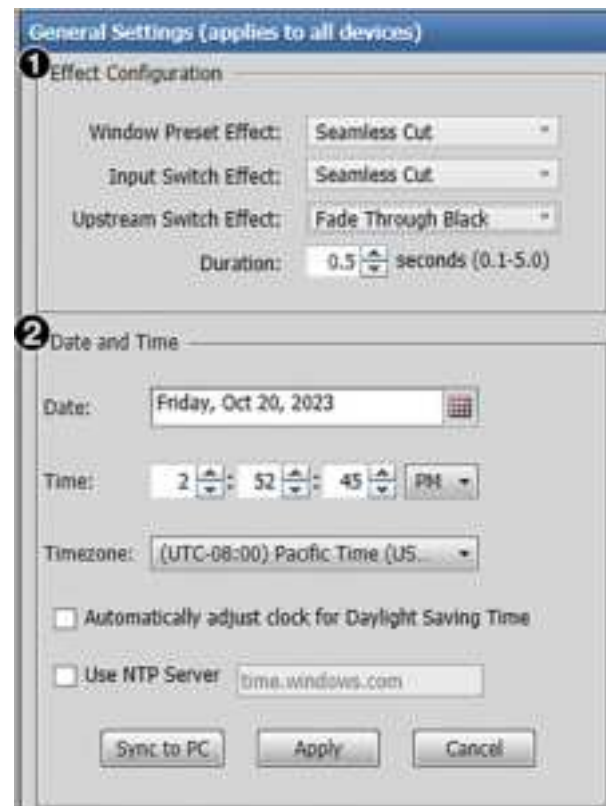 General Settings (applies to all devices)
1 Effect Configuration
Window Preset Effect: Seamless Cut
Input Switch Effect: Seamless Cut
Upstream Switch Effect: Fade Through Black
Duration: 0.5 seconds (0.1-5.0)
2 Date and Time
Date: Friday, Oct 20, 2023
Time: 2 : 52 : 45 PM
Timezone: (UTC-08:00) Pacific Time (US...
Automatically adjust clock for Daylight Saving Time
Use NTP Server time.windows.com
Sync to PC Apply Cancel